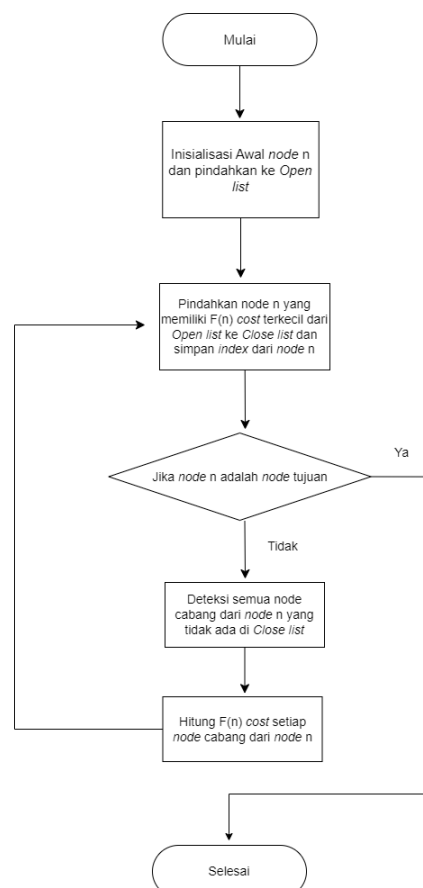 Mulai
Inisialisasi Awal node n
dan pindahkan ke Open
list
Pindahkan node n yang
memiliki F(n) cost terkecil dari
Open list ke Close list dan
simpan index dari node n
Jika node n adalah node tujuan
Ya
Tidak
Deteksi semua node
cabang dari node n yang
tidak ada di Close list
Hitung F(n) cost setiap
node cabang dari node n
Selesai